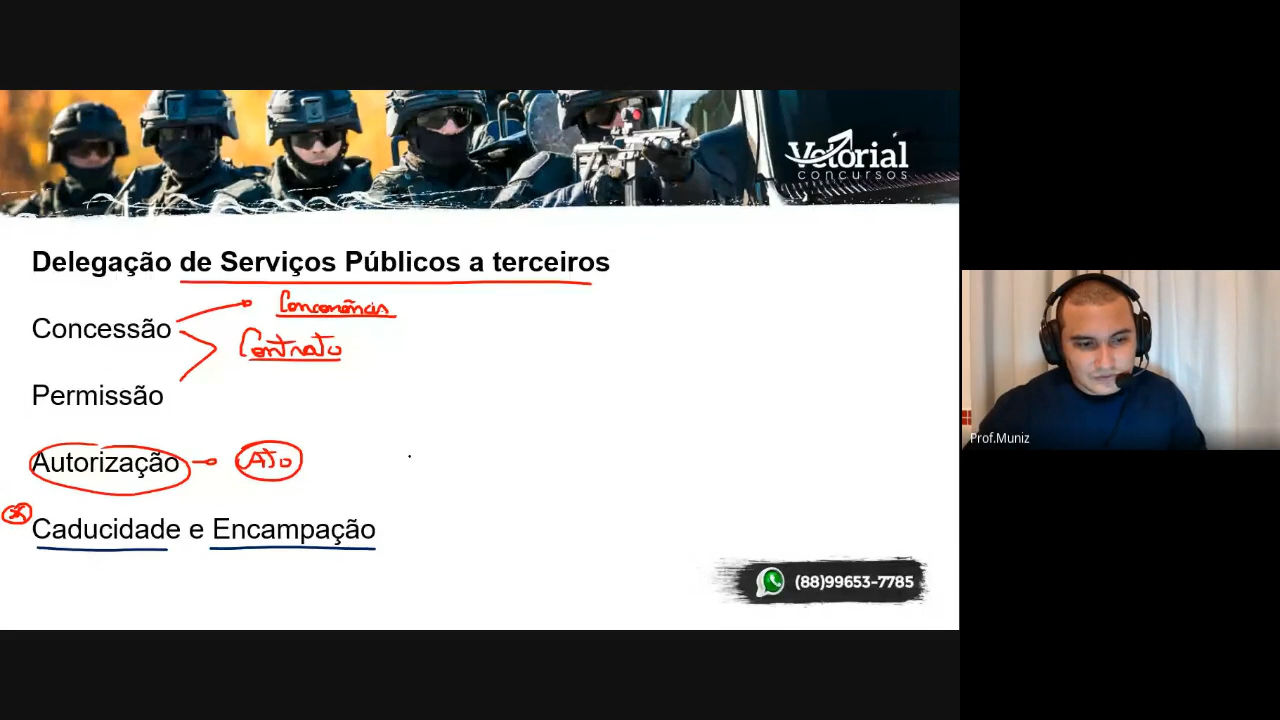 Vetorial
concursos
Delegação de Serviços Públicos a terceiros
Concessão
Contrato
Permissão
Autorização
Ato
Caducidade e Encampação
(88)99653-7785
Prof.Muniz